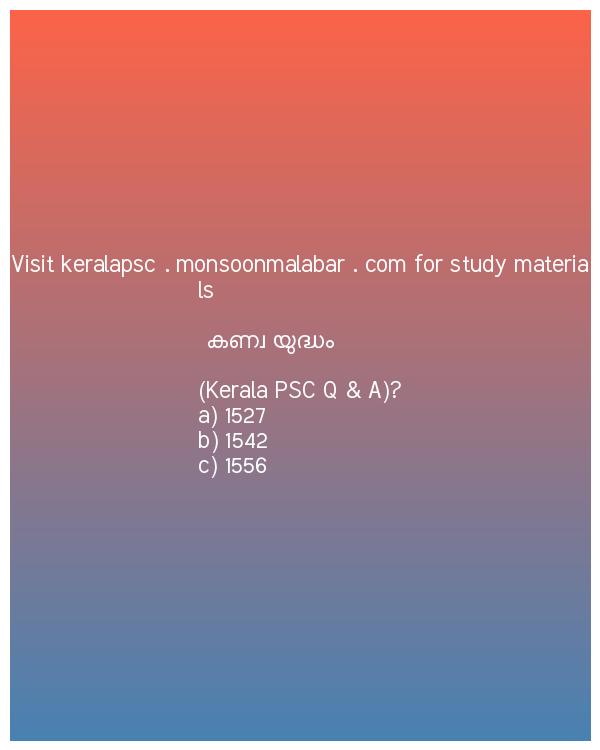 Visit keralapsc . monsoonmalabar . com for study materia
ls
കണ്വ യുദ്ധം
(Kerala PSC Q & A)?
a) 1527
b) 1542
c) 1556